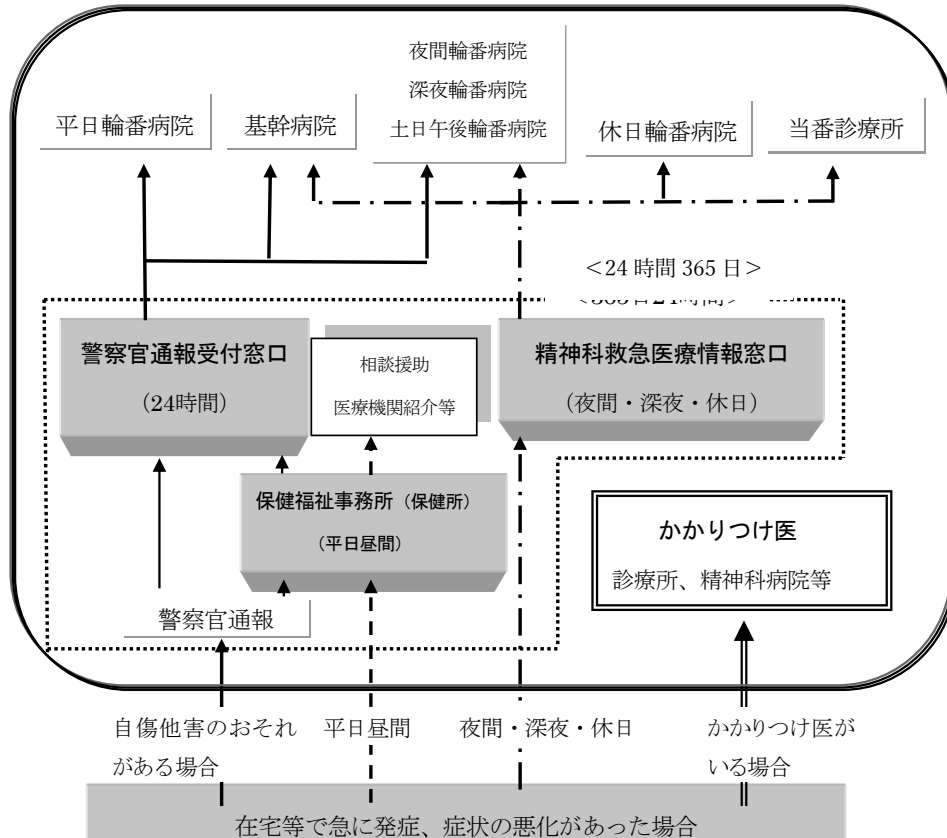 夜間輪番病院
深夜輪番病院
土日午後輪番病院
平日輪番病院
基幹病院
休日輪番病院
当番診療所
＜24 時間 365 日＞
警察官通報受付窓口
（24時間）
相談援助
医療機関紹介等
精神科救急医療情報窓口
（夜間・深夜・休日）
保健福祉事務所（保健所）
（平日昼間）
かかりつけ医
診療所、精神科病院等
警察官通報
自傷他害のおそれ
がある場合
平日昼間
夜間・深夜・休日
かかりつけ医が
いる場合
在宅等で急に発症、症状の悪化があった場合